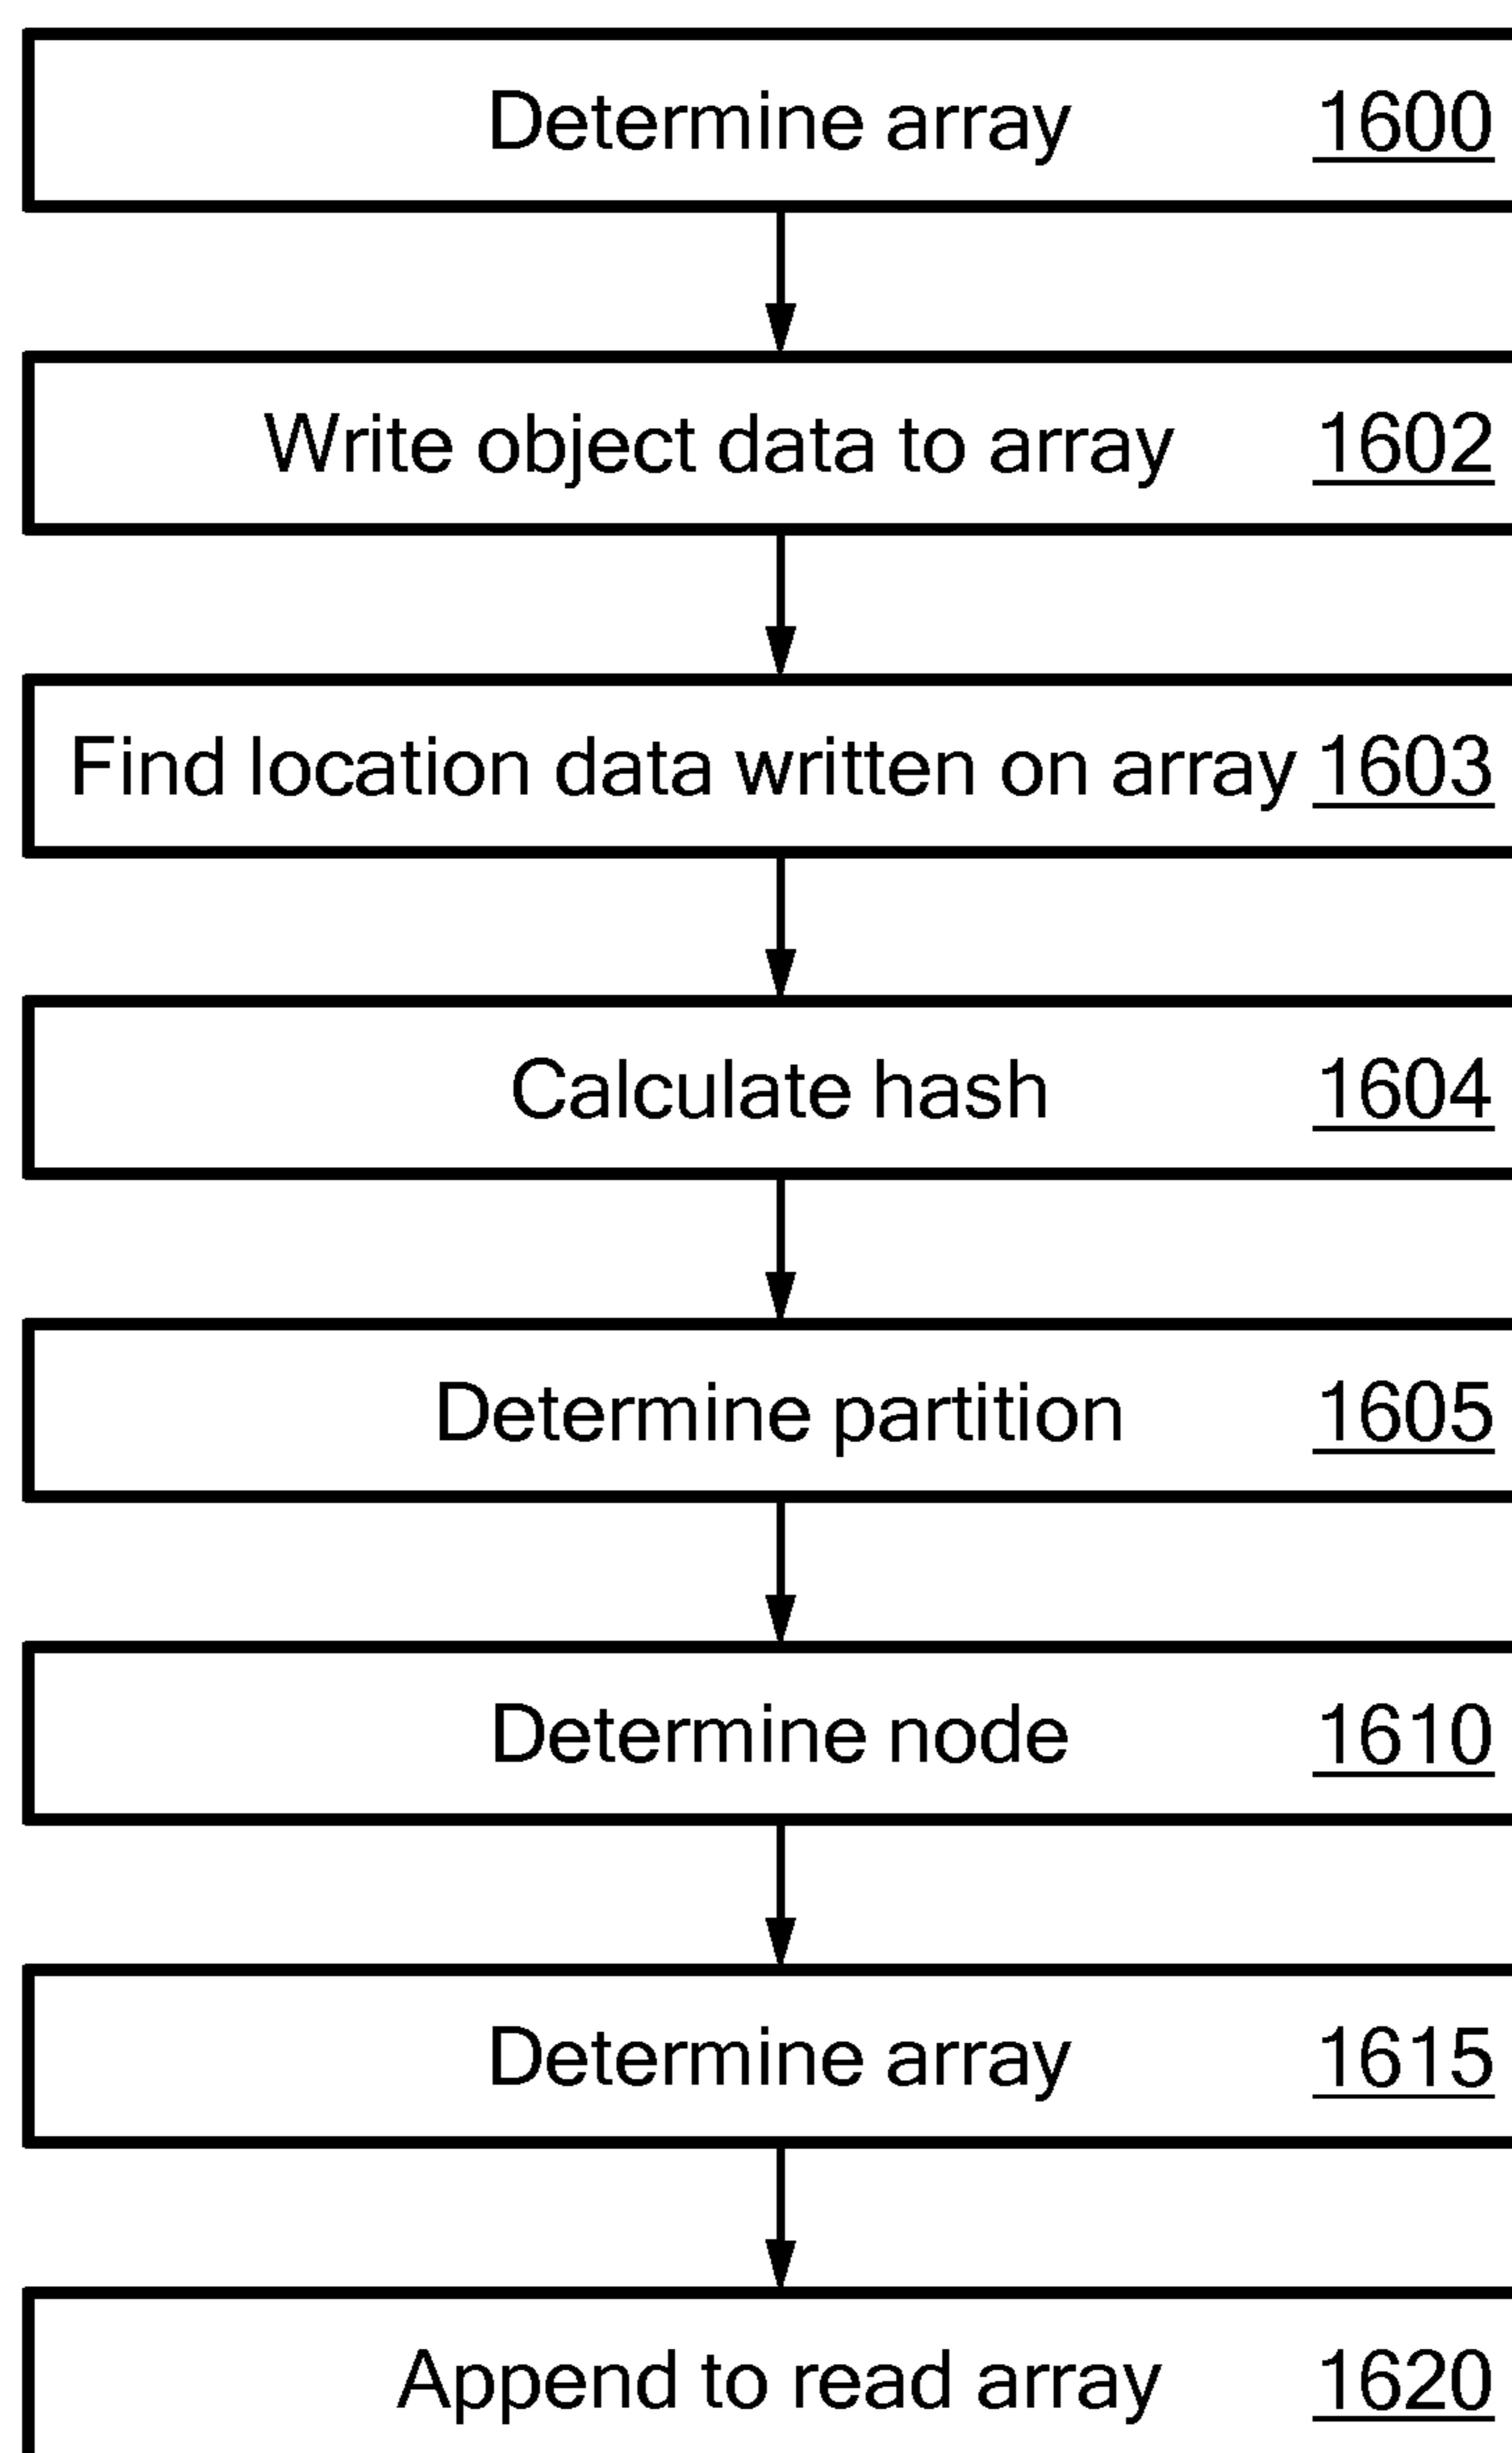 Determine array 1600
Write object data to array 1602
Find location data written on array 1603
Calculate hash 1604
Determine partition 1605
Determine node 1610
Determine array 1615
Append to read array 1620